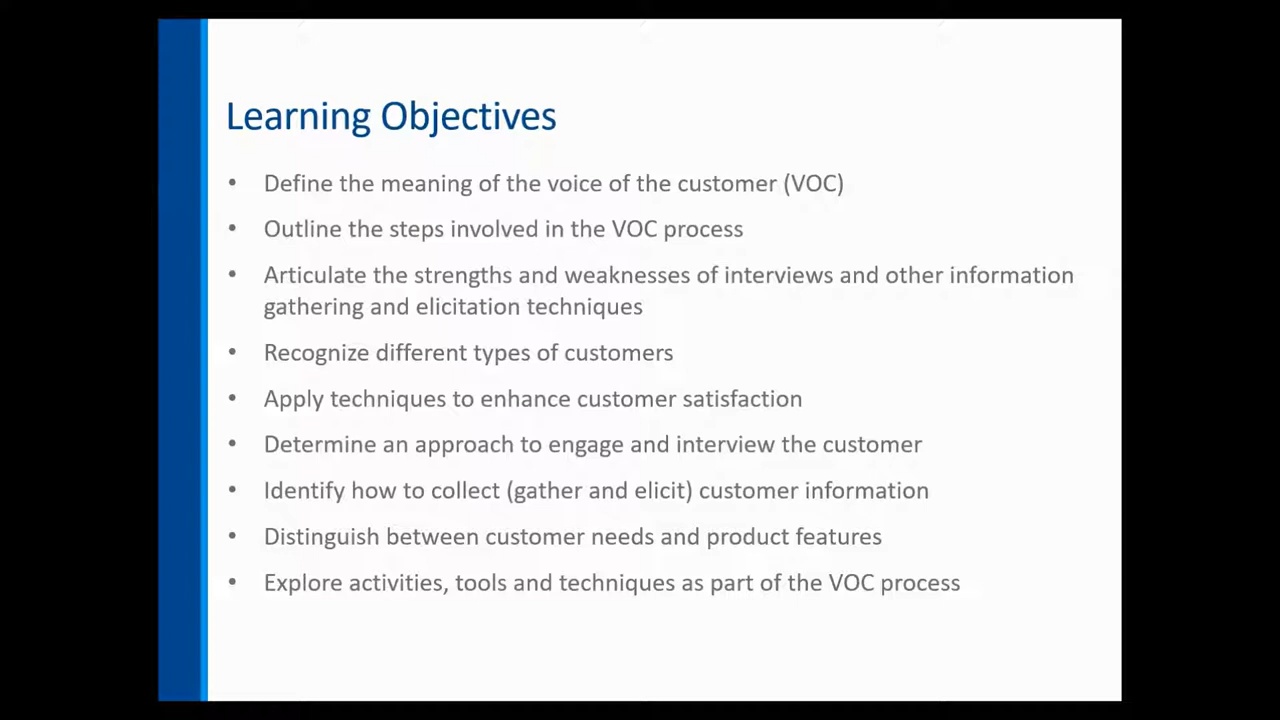 Learning Objectives
• Define the meaning of the voice of the customer (VOC)
• Outline the steps involved in the VOC process
• Articulate the strengths and weaknesses of interviews and other information
gathering and elicitation techniques
• Recognize different types of customers
• Apply techniques to enhance customer satisfaction
• Determine an approach to engage and interview the customer
• Identify how to collect (gather and elicit) customer information
• Distinguish between customer needs and product features
• Explore activities, tools and techniques as part of the VOC process